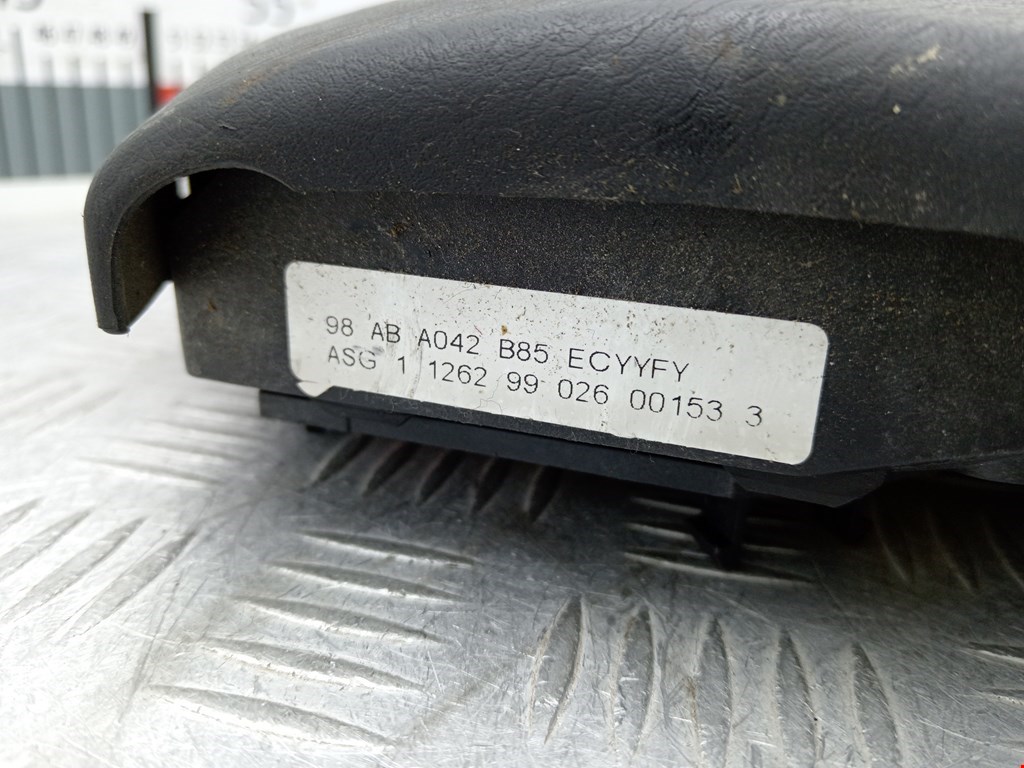 98 AB A042 B85 ECYYFY
ASG 1 1262 99 026 00153 3